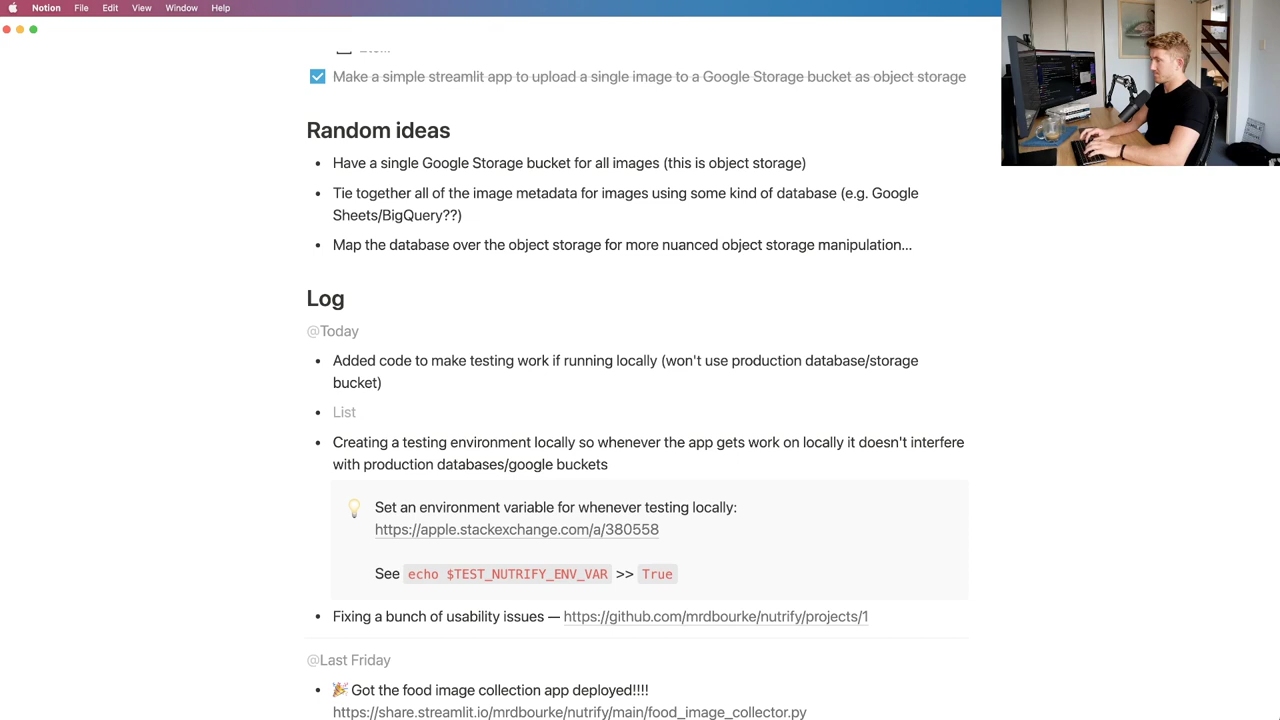 Notion File Edit View Window Help
Make a simple streamlit app to upload a single image to a Google Storage bucket as object storage
Random ideas
• Have a single Google Storage bucket for all images (this is object storage)
• Tie together all of the image metadata for images using some kind of database (e.g. Google
Sheets/BigQuery??)
• Map the database over the object storage for more nuanced object storage manipulation...
Log
@Today
• Added code to make testing work if running locally (won't use production database/storage
bucket)
• List
• Creating a testing environment locally so whenever the app gets work on locally it doesn't interfere
with production databases/google buckets
💡 Set an environment variable for whenever testing locally:
https://apple.stackexchange.com/a/380558
See echo $TEST_NUTRIFY_ENV_VAR >> True
• Fixing a bunch of usability issues — https://github.com/mrdbourke/nutrify/projects/1
@Last Friday
• 🎉 Got the food image collection app deployed!!!!
https://share.streamlit.io/mrdbourke/nutrify/main/food_image_collector.py